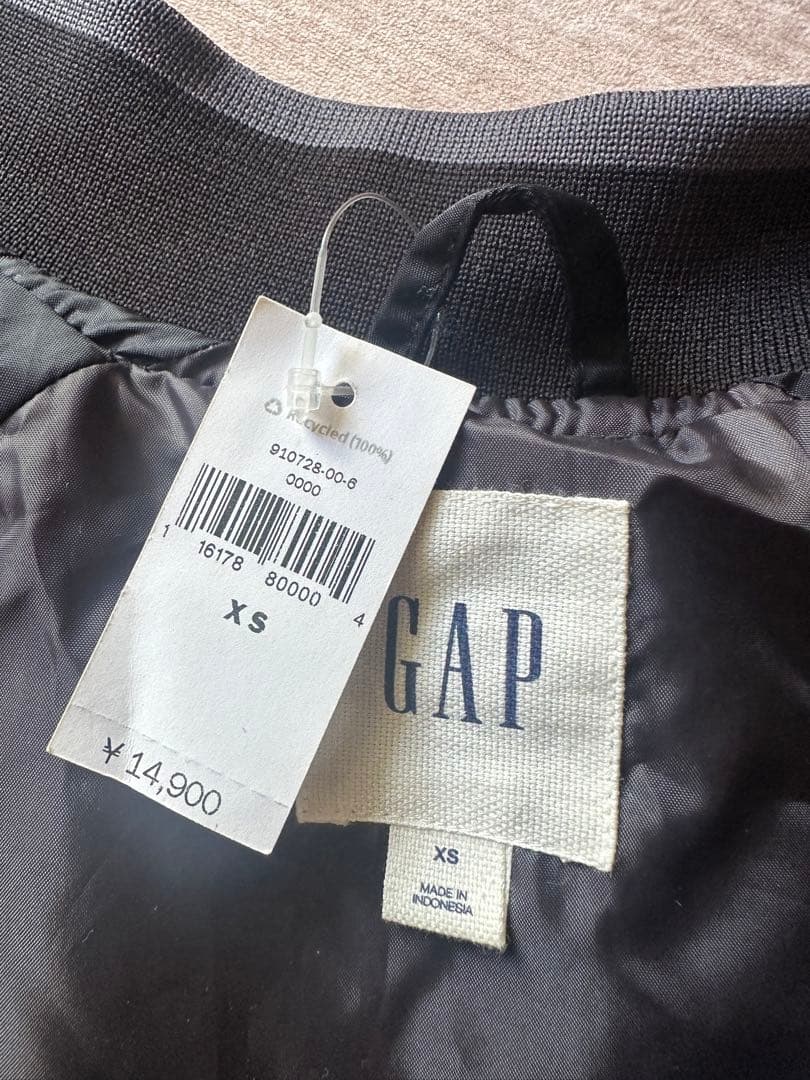 Recycled (100%)
910728-00-6
0000
1 16178 80000 4
XS
¥14,900
GAP
XS
MADE IN
INDONESIA